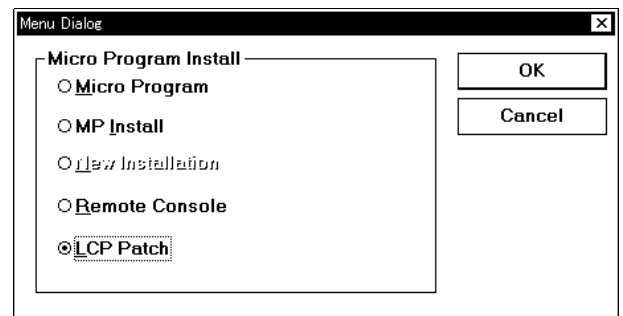 Menu Dialog
Micro Program Install
Micro Program
MP Install
New Installation
Remote Console
LCP Patch
OK
Cancel